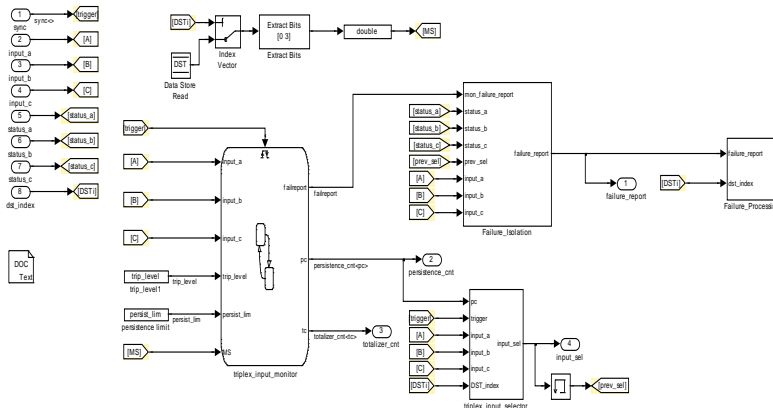 1
sync
sync<>
[trigger]
2
input_a
[A]
3
input_b
[B]
4
input_c
[C]
5
status_a
[status_a]
6
status_b
[status_b]
7
status_c
[status_c]
8
dst_index
[DSTi]
DOC
Text
[DSTi]
DST
Data Store
Read
Index
Vector
Extract Bits
[0 3]
Extract Bits
double
[MS]
[trigger]
[A]
[B]
[C]
trip_level
trip_level
trip_level1
persist_lim
persist_lim
persistence limit
[MS]
input_a
input_b
input_c
trip_level
persist_lim
MS
failreport
pc
tc
triplex_input_monitor
failreport
persistence_cnt<pc>
totalizer_cnt<tc>
2
persistence_cnt
3
totalizer_cnt
[status_a]
[status_b]
[status_c]
[prev_sel]
[A]
[B]
[C]
mon_failure_report
status_a
status_b
status_c
prev_sel
input_a
input_b
input_c
failure_report
Failure_Isolation
1
failure_report
[DSTi]
failure_report
dst_index
Failure_Processin
[trigger]
[A]
[B]
[C]
[DSTi]
pc
trigger
input_a
input_b
input_c
DST_index
input_sel
triplex_input_selector
4
input_sel
[prev_sel]